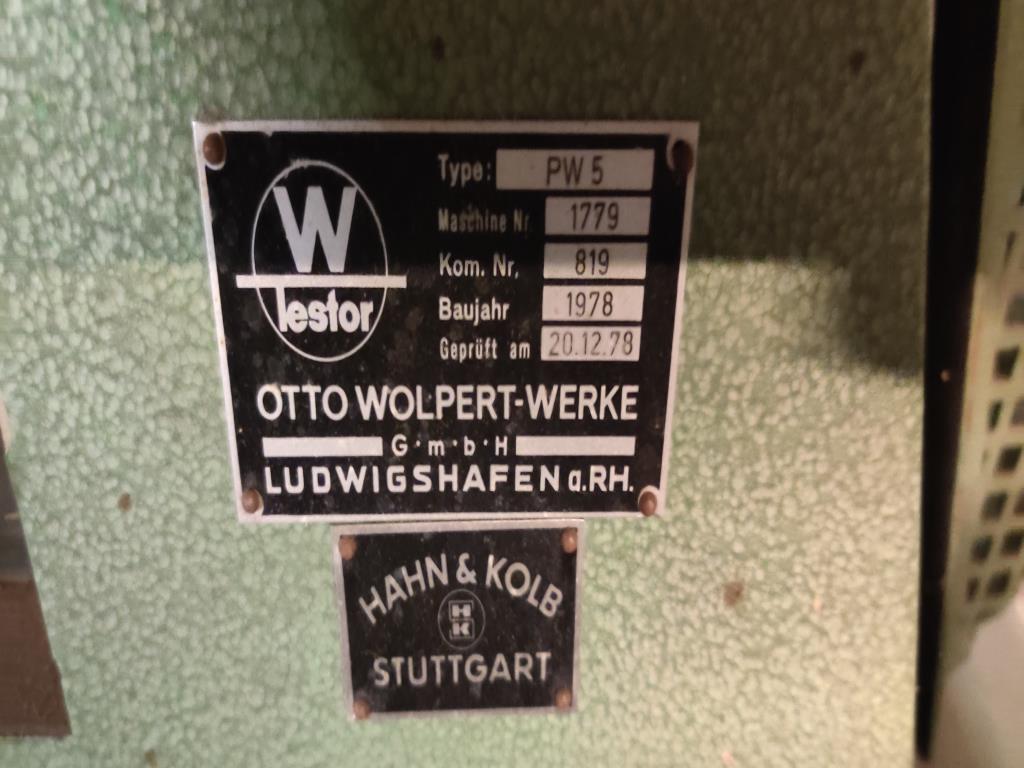 W
Testor
Type: PW 5
Maschine Nr. 1779
Kom. Nr. 819
Baujahr 1978
Geprüft am 20.12.78
OTTO WOLPERT-WERKE
G·m·b·H
LUDWIGSHAFEN a.RH.
HAHN & KOLB
HK
STUTTGART